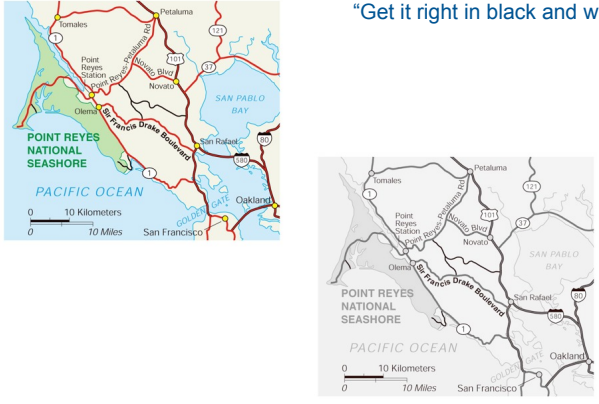 "Get it right in black and w
Petaluma
Tomales
121
1
Point Reyes-Petaluma Rd
101
Point
Reyes
Station
Novato Blvd
37
Novato
SAN PABLO
BAY
Olema
Sir Francis Drake Boulevard
POINT REYES
NATIONAL
SEASHORE
San Rafael
80
580
1
PACIFIC OCEAN
GOLDEN GATE
Oakland
0 10 Kilometers
0 10 Miles
San Francisco
Petaluma
Tomales
121
1
Point Reyes-Petaluma Rd
101
Point
Reyes
Station
Novato Blvd
37
Novato
SAN PABLO
BAY
Olema
Sir Francis Drake Boulevard
POINT REYES
NATIONAL
SEASHORE
San Rafael
80
580
1
PACIFIC OCEAN
GOLDEN GATE
Oakland
0 10 Kilometers
0 10 Miles
San Francisco